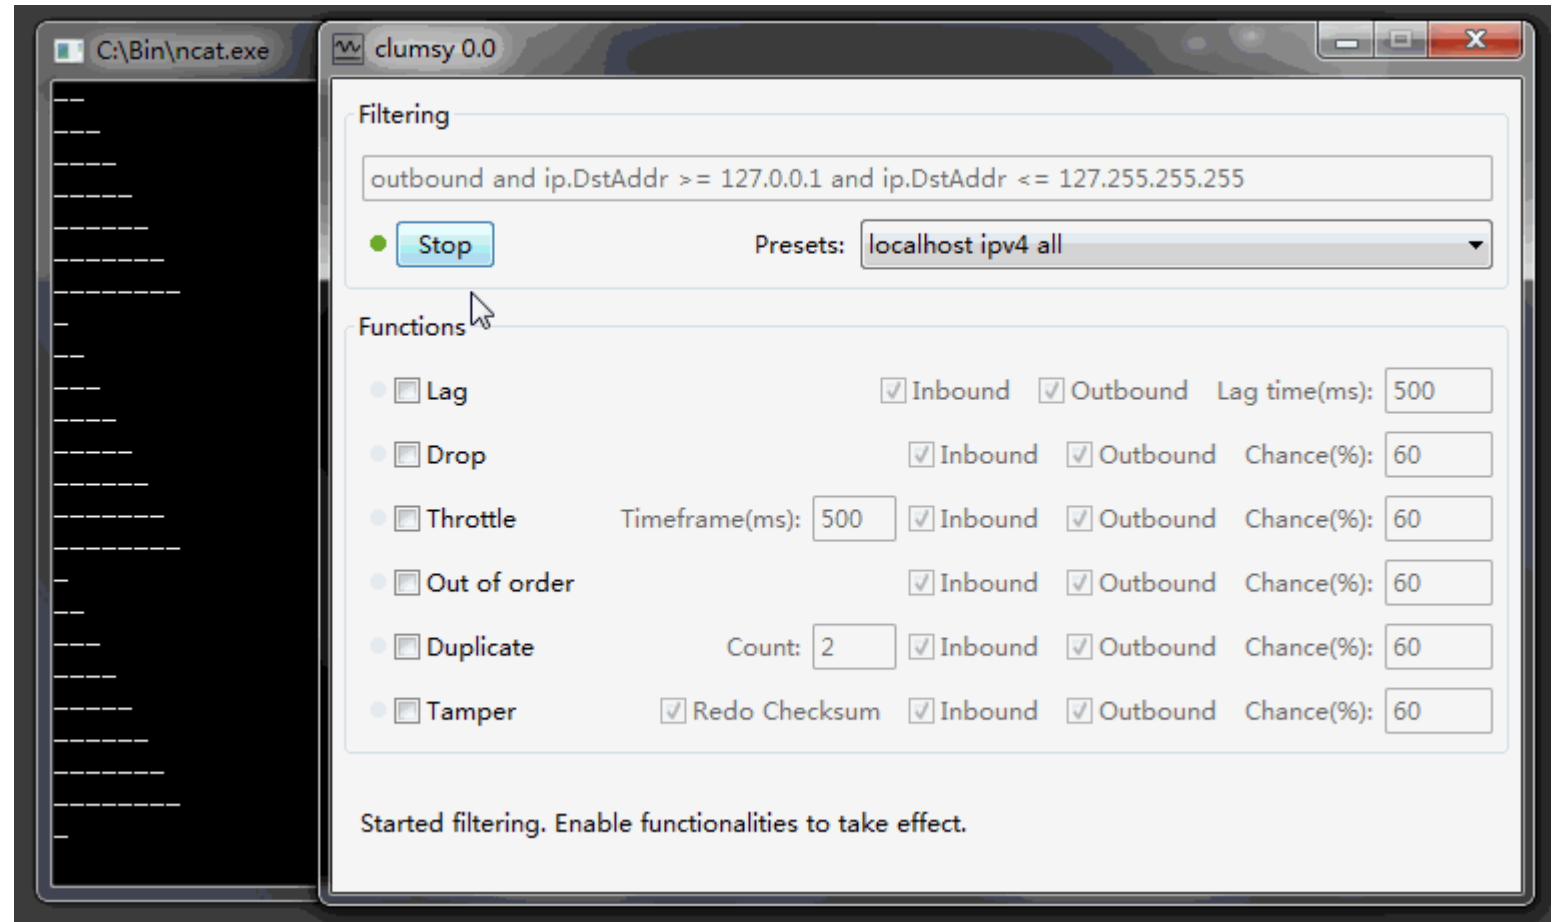 C:\Bin\ncat.exe
--
---
----
-----
------
-------
--------
-
--
---
----
-----
------
-------
--------
-
--
---
----
-----
------
-------
--------
-
clumsy 0.0
Filtering
outbound and ip.DstAddr >= 127.0.0.1 and ip.DstAddr <= 127.255.255.255
Stop Presets: localhost ipv4 all
Functions
Lag Inbound Outbound Lag time(ms): 500
Drop Inbound Outbound Chance(%): 60
Throttle Timeframe(ms): 500 Inbound Outbound Chance(%): 60
Out of order Inbound Outbound Chance(%): 60
Duplicate Count: 2 Inbound Outbound Chance(%): 60
Tamper Redo Checksum Inbound Outbound Chance(%): 60
Started filtering. Enable functionalities to take effect.